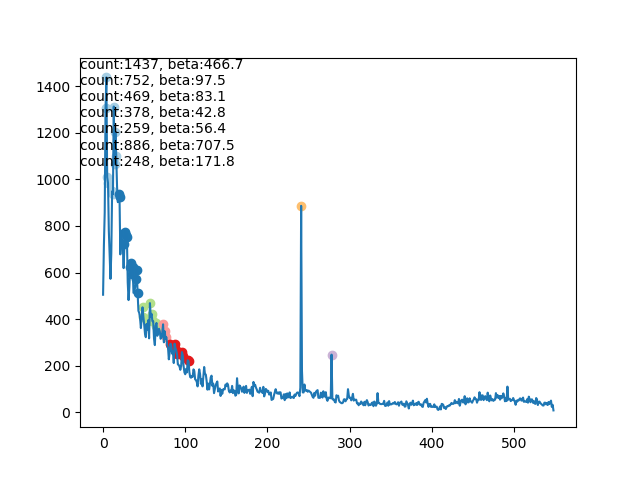 count:1437, beta:466.7
count:752, beta:97.5
count:469, beta:83.1
count:378, beta:42.8
count:259, beta:56.4
count:886, beta:707.5
count:248, beta:171.8
1400
1200
1000
800
600
400
200
0
0 100 200 300 400 500